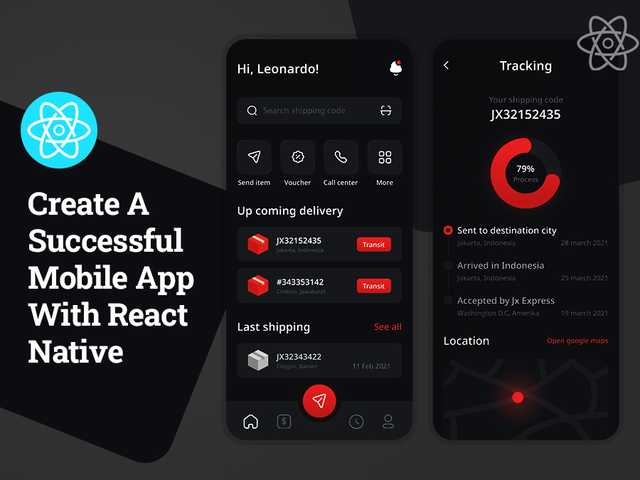 Create A
Successful
Mobile App
With React
Native
Hi, Leonardo!
Search shipping code
Send item
Voucher
Call center
More
Up coming delivery
JX32152435
Jakarta, Indonesia
Transit
#343353142
Cirebon, Jawabarat
Transit
Last shipping
See all
JX32343422
Cilegon, Banten
11 Feb 2021
$
Tracking
Your shipping code
JX32152435
79%
Process
Sent to destination city
Jakarta, Indonesia
28 march 2021
Arrived in Indonesia
Jakarta, Indonesia
25 march 2021
Accepted by Jx Express
Washington D.C, Amerika
19 march 2021
Location
Open google maps